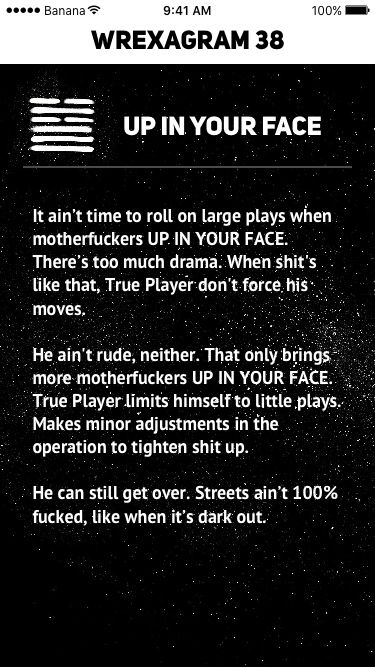 Banana 9:41 AM 100%
WREXAGRAM 38
UP IN YOUR FACE
It ain't time to roll on large plays when
motherfuckers UP IN YOUR FACE.
There's too much drama. When shit's
like that, True Player don't force his
moves.
He ain't rude, neither. That only brings
more motherfuckers UP IN YOUR FACE.
True Player limits himself to little plays.
Makes minor adjustments in the
operation to tighten shit up.
He can still get over. Streets ain't 100%
fucked, like when it's dark out.